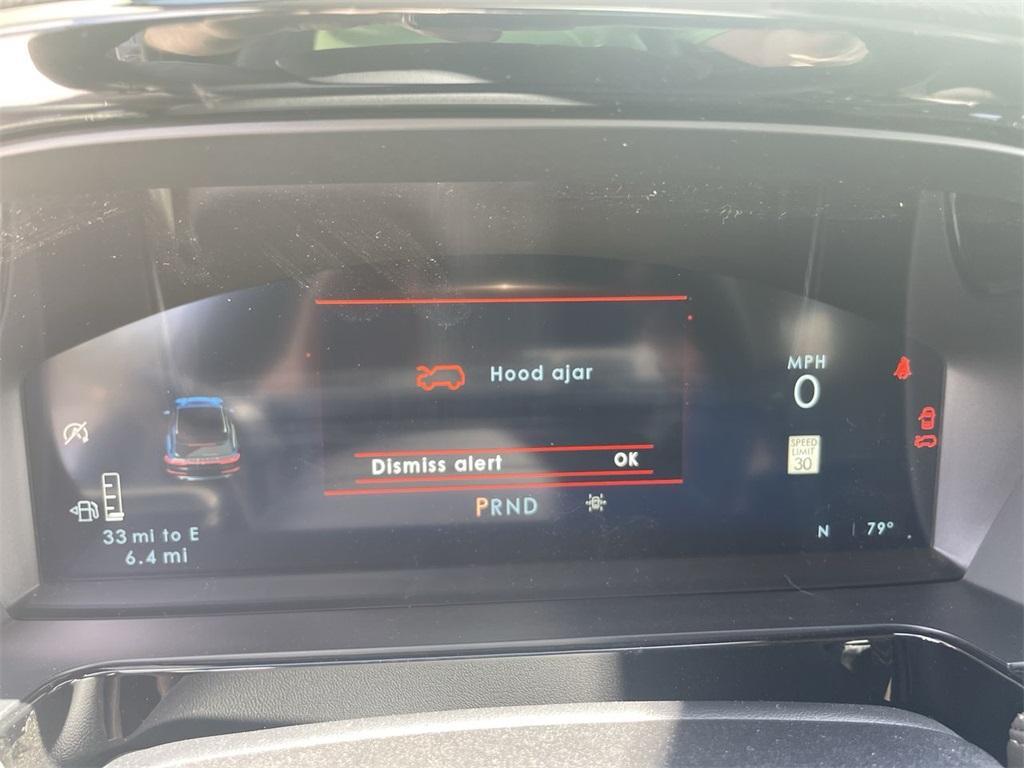 Hood ajar
Dismiss alert OK
PRND
MPH
0
SPEED
LIMIT
30
33 mi to E
6.4 mi
N 79°